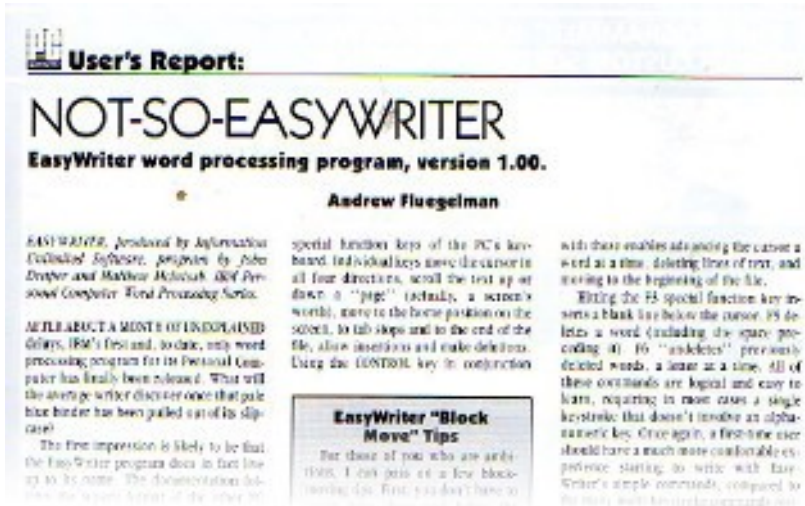 User's Report:
NOT-SO-EASYWRITER
EasyWriter word processing program, version 1.00.
Andrew Fluegelman
EASYWRITER, produced by Information
Unlimited Software, program by John
Draper and Matthew McIntosh. IBM Per-
sonal Computer Word Processing Series.
AFTER ABOUT A MONTH OF UNEXPLAINED
delays, IBM's first and, to date, only word
processing program for its Personal Com-
puter has finally been released. What will
the average writer discover once that pale
blue binder has been pulled out of its slip-
case?
The first impression is likely to be that
the EasyWriter program does in fact live
up to its name. The documentation fol-
special function keys of the PC's key-
board. Individual keys move the cursor in
all four directions, scroll the text up or
down a "page" (actually, a screen's
worth), move to the home position on the
screen, to tab stops and to the end of the
file, allow insertions and make deletions.
Using the CONTROL key in conjunction
EasyWriter "Block
Move" Tips
For those of you who are ambi-
tious, I can pass on a few block-
moving tips. First, you don't have to
with these enables advancing the cursor a
word at a time, deleting lines of text, and
moving to the beginning of the file.
Hitting the F3 special function key in-
serts a blank line below the cursor. F5 de-
letes a word (including the space pre-
ceding it). F6 "undeletes" previously
deleted words, a letter at a time. All of
these commands are logical and easy to
learn, requiring in most cases a single
keystroke that doesn't involve an alpha-
numeric key. Once again, a first-time user
should have a much more comfortable ex-
perience starting to write with Easy-
Writer's simple commands, compared to